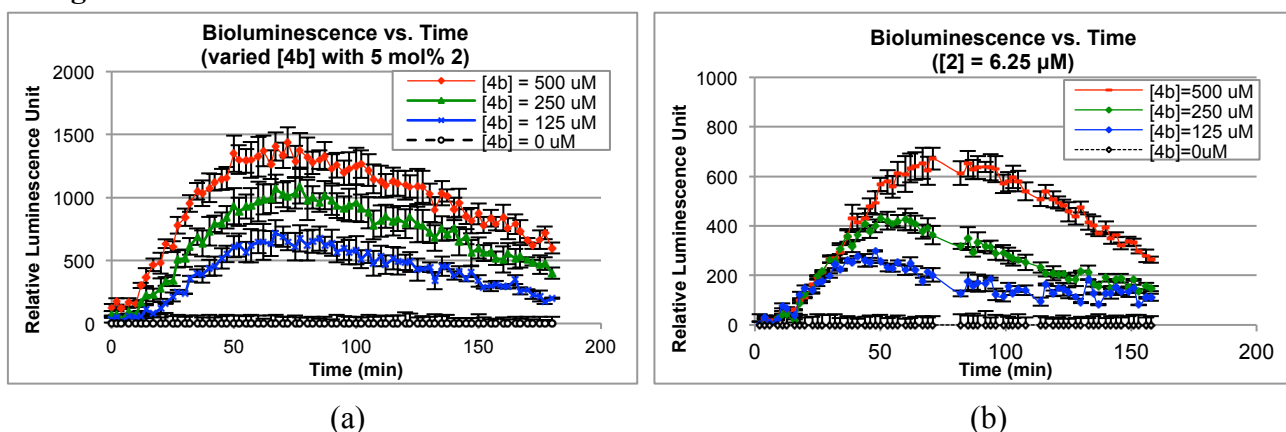 Bioluminescence vs. Time
(varied [4b] with 5 mol% 2)
Relative Luminescence Unit
2000
1500
1000
500
0
[4b] = 500 uM
[4b] = 250 uM
[4b] = 125 uM
[4b] = 0 uM
0 50 100 150 200
Time (min)
(a)
Bioluminescence vs. Time
([2] = 6.25 µM)
Relative Luminescence Unit
1000
800
600
400
200
0
[4b]=500 uM
[4b]=250 uM
[4b]=125 uM
[4b]=0uM
0 50 100 150 200
Time (min)
(b)